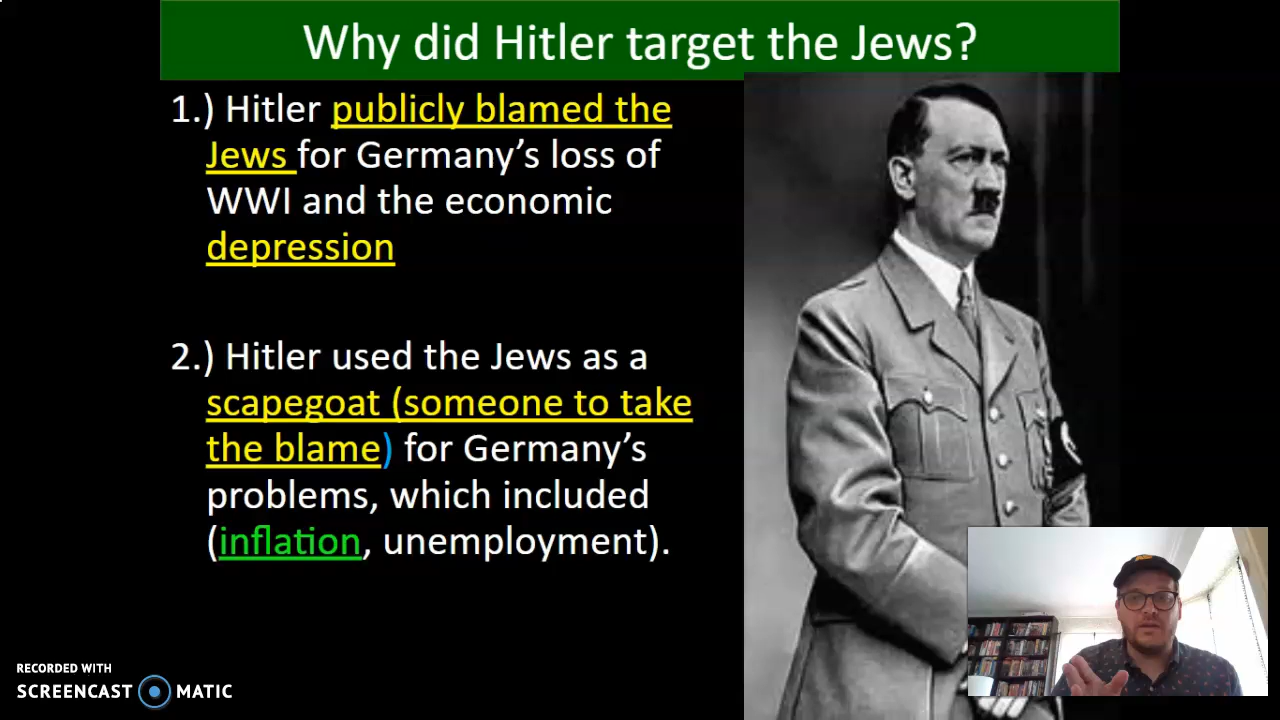 Why did Hitler target the Jews?
1.) Hitler publicly blamed the
Jews for Germany’s loss of
WWI and the economic
depression
2.) Hitler used the Jews as a
scapegoat (someone to take
the blame) for Germany’s
problems, which included
(inflation, unemployment).
RECORDED WITH
SCREENCAST MATIC